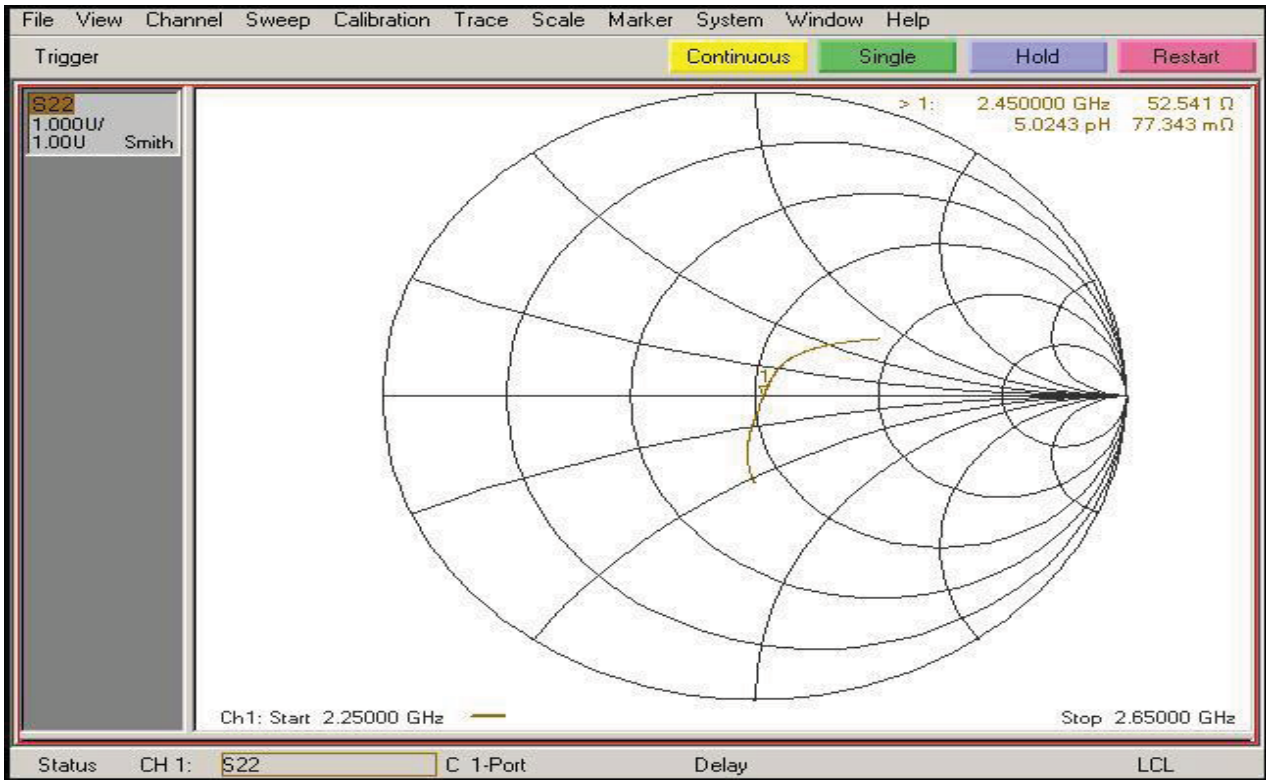 File View Channel Sweep Calibration Trace Scale Marker System Window Help
Trigger Continuous Single Hold Restart
S22
1.000U/
1.00U Smith
> 1: 2.450000 GHz 52.541 Ω
5.0243 pH 77.343 mΩ
1
Ch1: Start 2.25000 GHz Stop 2.65000 GHz
Status CH 1: S22 C 1-Port Delay LCL